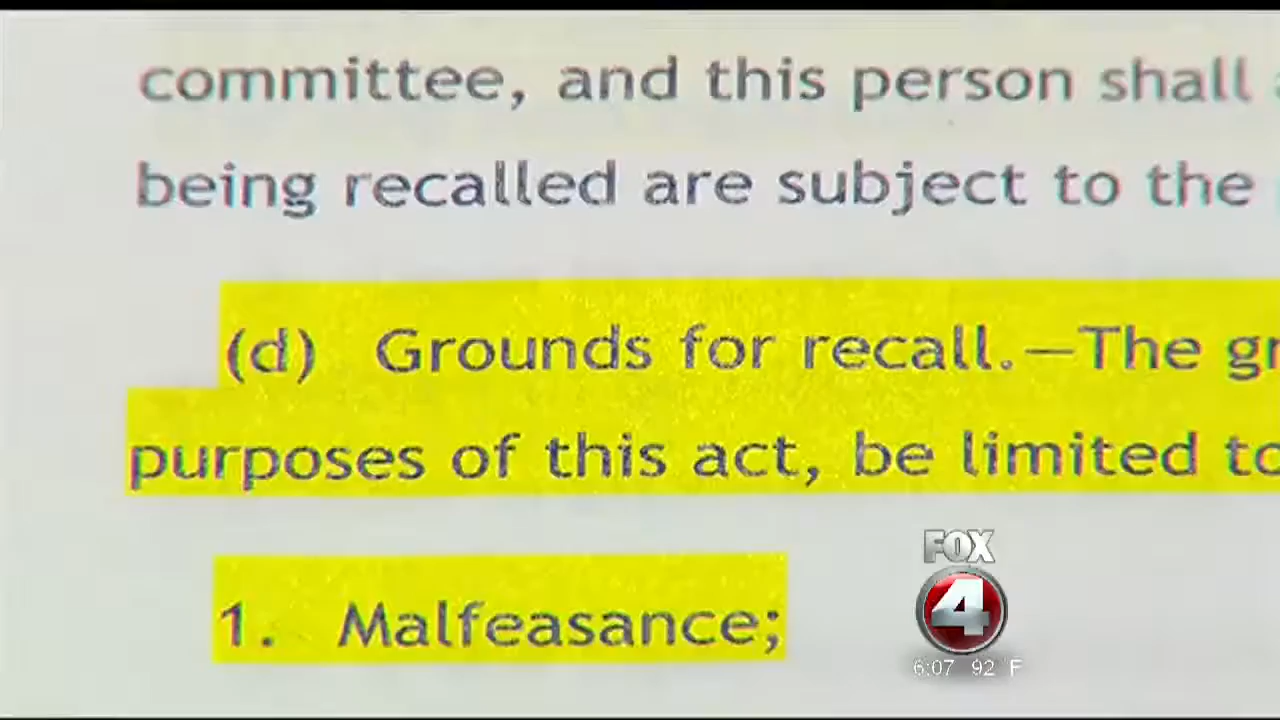 committee, and this person shall
being recalled are subject to the
(d) Grounds for recall.—The gr
purposes of this act, be limited to
1. Malfeasance;
FOX
4
6:07 92 °F